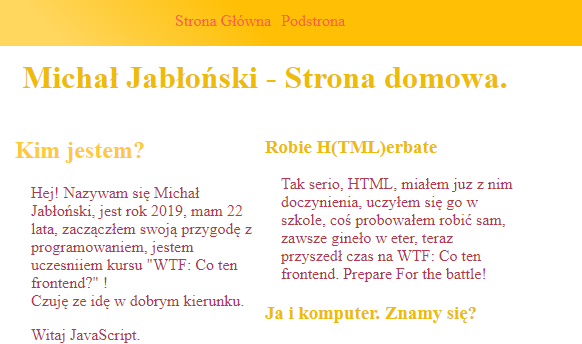 Strona Główna Podstrona
Michał Jabłoński - Strona domowa.
Kim jestem?
Hej! Nazywam się Michał
Jabłoński, jest rok 2019, mam 22
lata, zaczączłem swoją przygodę z
programowaniem, jestem
uczesniiem kursu "WTF: Co ten
frontend?" !
Czuję ze idę w dobrym kierunku.
Witaj JavaScript.
Robie H(TML)erbate
Tak serio, HTML, miałem juz z nim
doczynienia, uczyłem się go w
szkole, coś probowałem robić sam,
zawsze gineło w eter, teraz
przyszedł czas na WTF: Co ten
frontend. Prepare For the battle!
Ja i komputer. Znamy się?